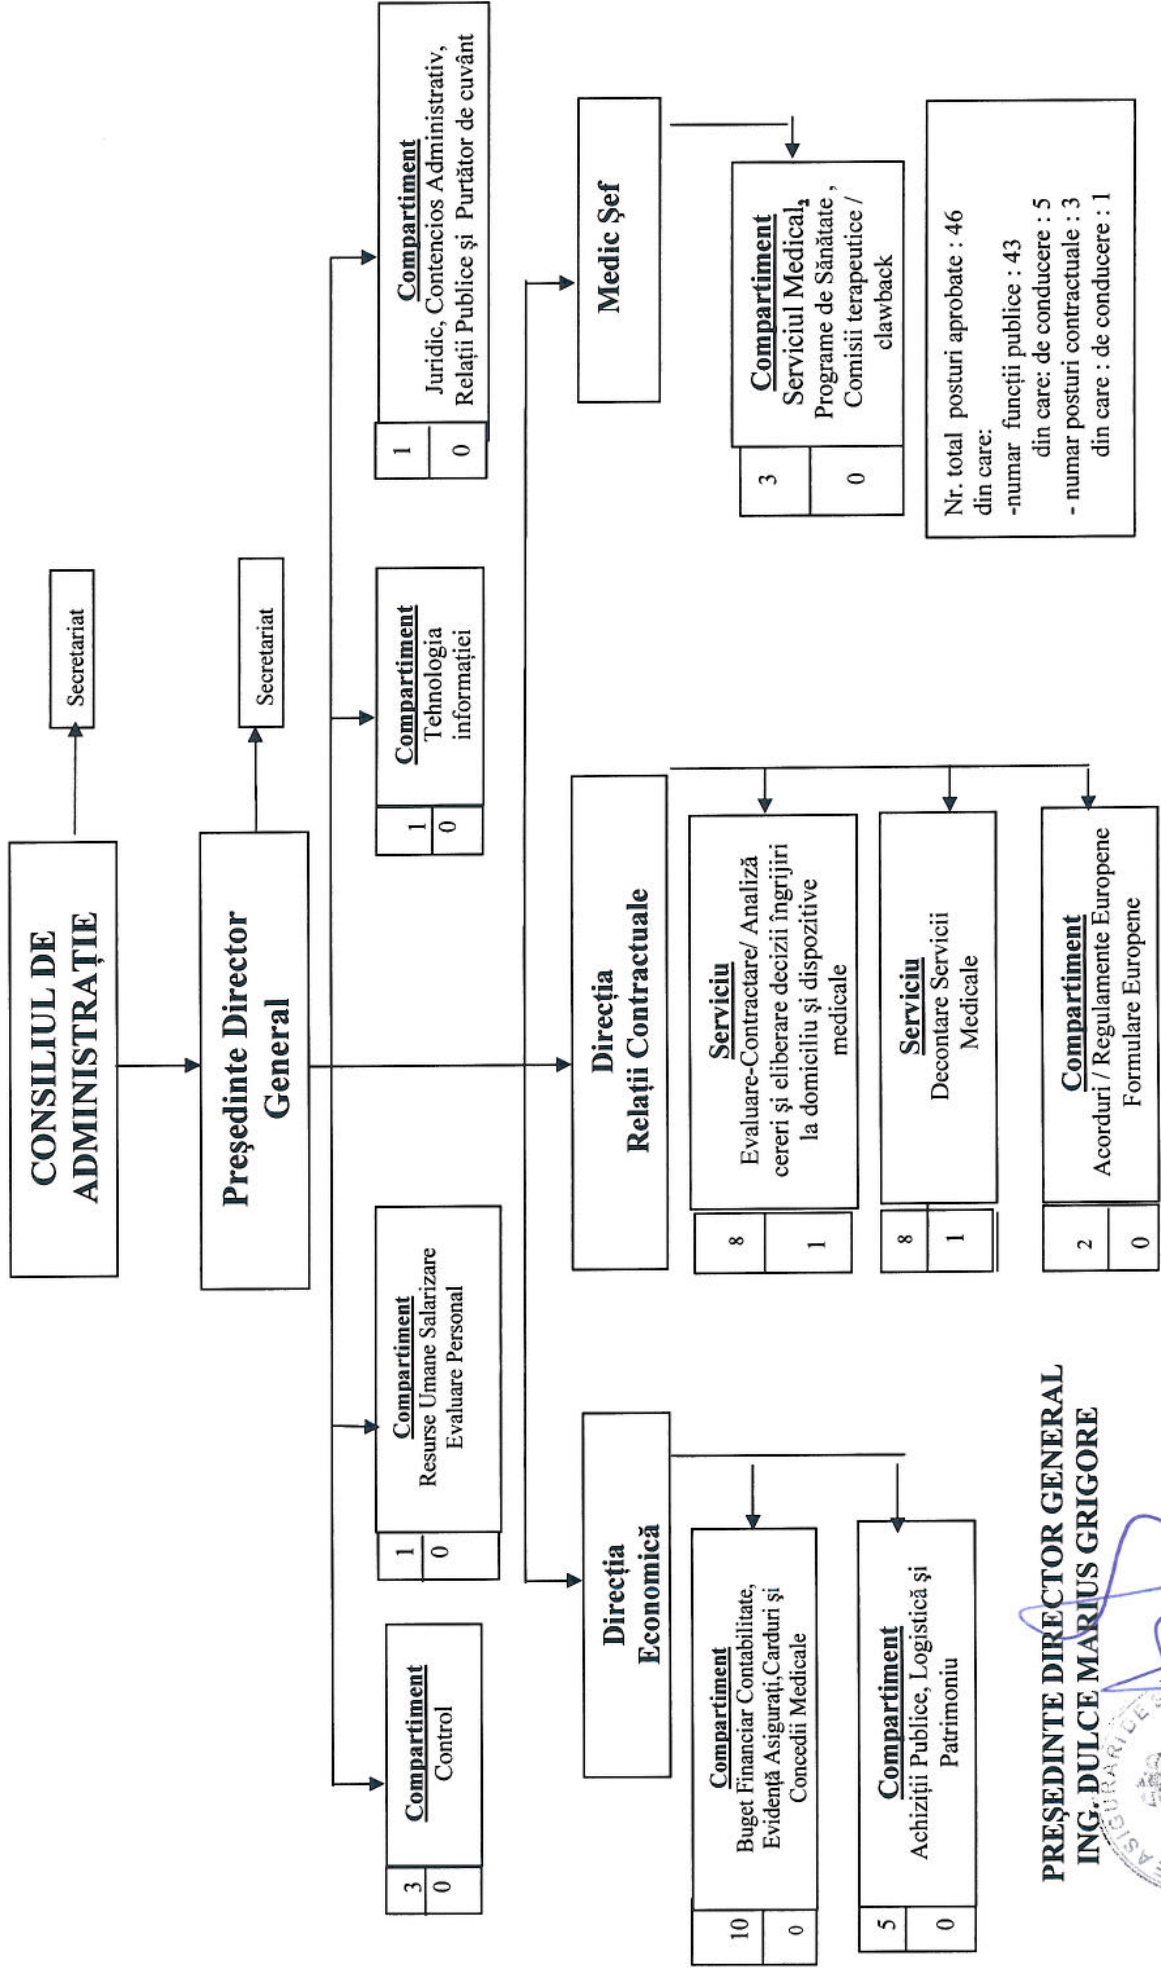 CONSILIUL DE
ADMINISTRAȚIE
Secretariat
Președinte Director
General
Secretariat
3
0
Compartiment
Control
1
0
Compartiment
Resurse Umane Salarizare
Evaluare Personal
1
0
Compartiment
Tehnologia
informației
1
0
Compartiment
Juridic, Contencios Administrativ,
Relații Publice și Purtător de cuvânt
Direcția
Economică
Direcția
Relații Contractuale
Medic Șef
10
0
Compartiment
Buget Financiar Contabilitate,
Evidență Asigurați,Carduri și
Concedii Medicale
5
0
Compartiment
Achiziții Publice, Logistică și
Patrimoniu
8
1
Serviciu
Evaluare-Contractare/ Analiză
cereri și eliberare decizii îngrijiri
la domiciliu și dispozitive
medicale
8
1
Serviciu
Decontare Servicii
Medicale
2
0
Compartiment
Acorduri / Regulamente Europene
Formulare Europene
3
0
Compartiment
Serviciul Medical,
Programe de Sănătate ,
Comisii terapeutice /
clawback
Nr. total posturi aprobate : 46
din care:
-numar funcții publice : 43
din care: de conducere : 5
- numar posturi contractuale : 3
din care : de conducere : 1
PREȘEDINTE DIRECTOR GENERAL
ING. DULCE MARIUS GRIGORE